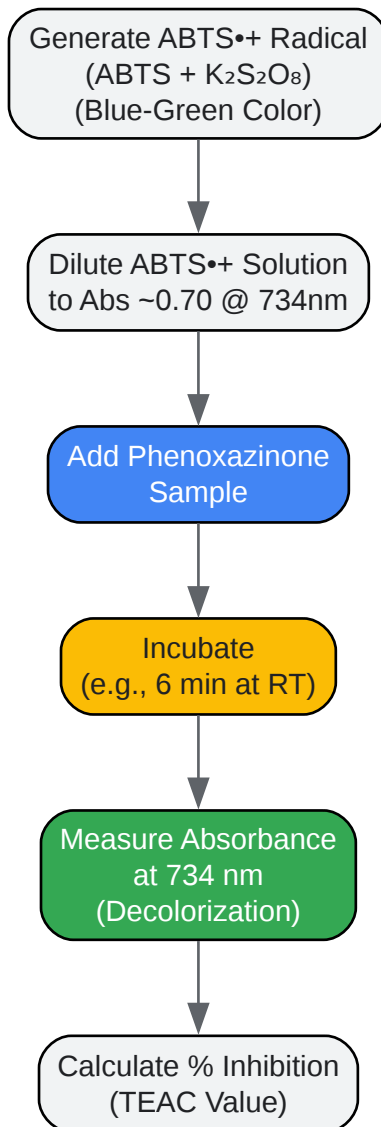 Generate ABTS•+ Radical
(ABTS + K₂S₂O₈)
(Blue-Green Color)
Dilute ABTS•+ Solution
to Abs ~0.70 @ 734nm
Add Phenoxazinone
Sample
Incubate
(e.g., 6 min at RT)
Measure Absorbance
at 734 nm
(Decolorization)
Calculate % Inhibition
(TEAC Value)